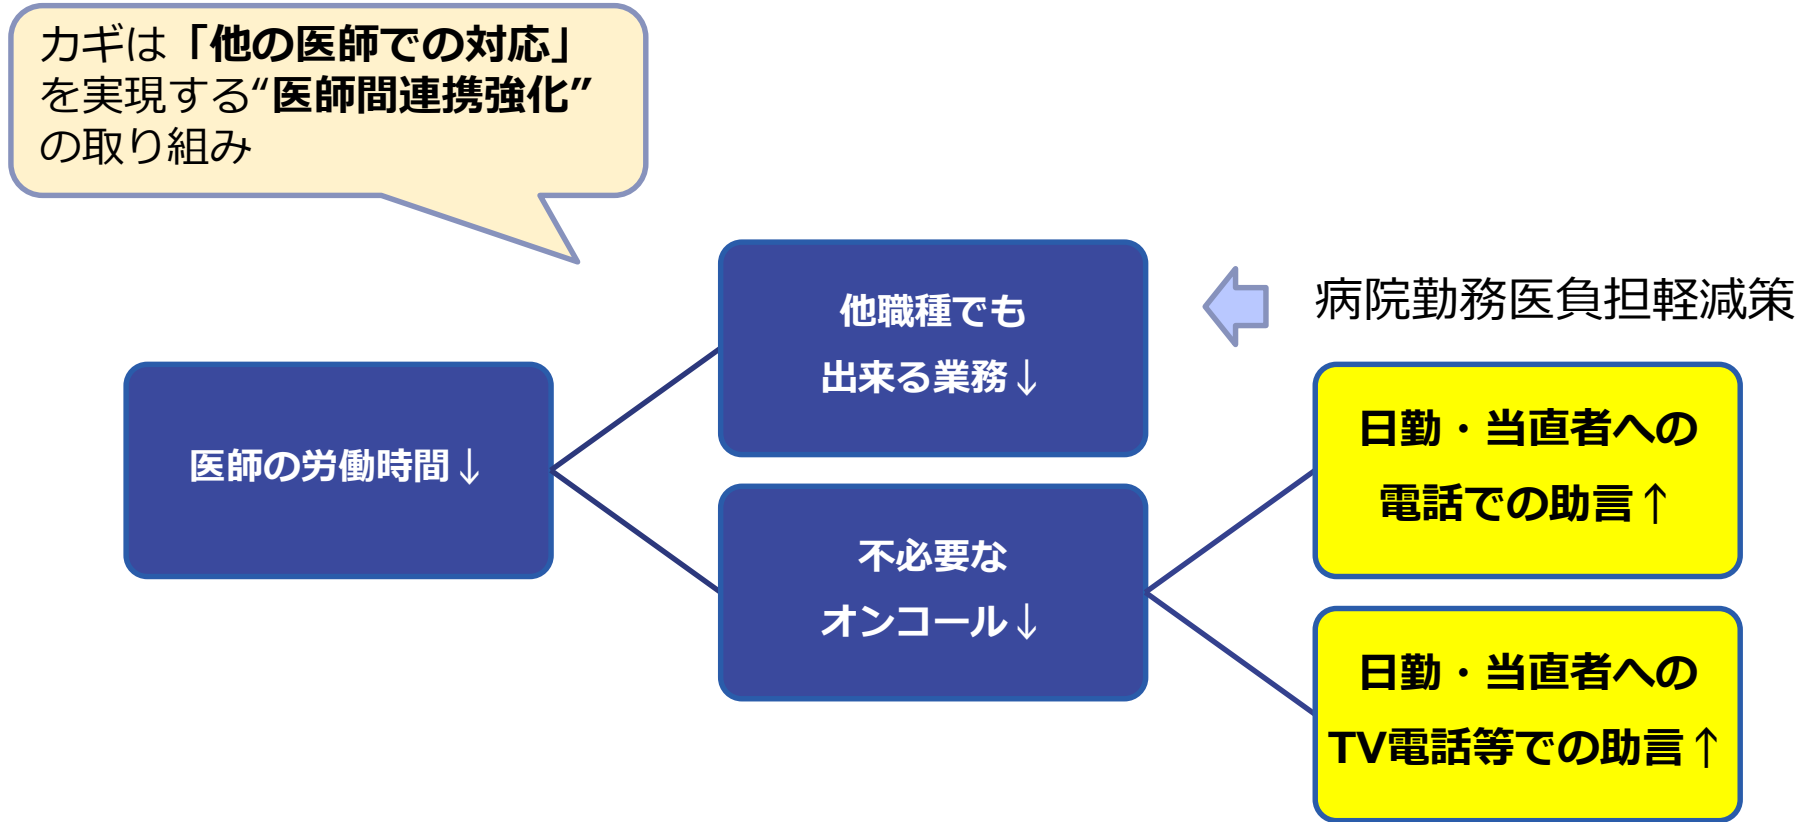 カギは「他の医師での対応」
を実現する“医師間連携強化”
の取り組み
他職種でも
出来る業務↓
病院勤務医負担軽減策
医師の労働時間↓
日勤・当直者への
電話での助言↑
不必要な
オンコール↓
日勤・当直者への
TV電話等での助言↑